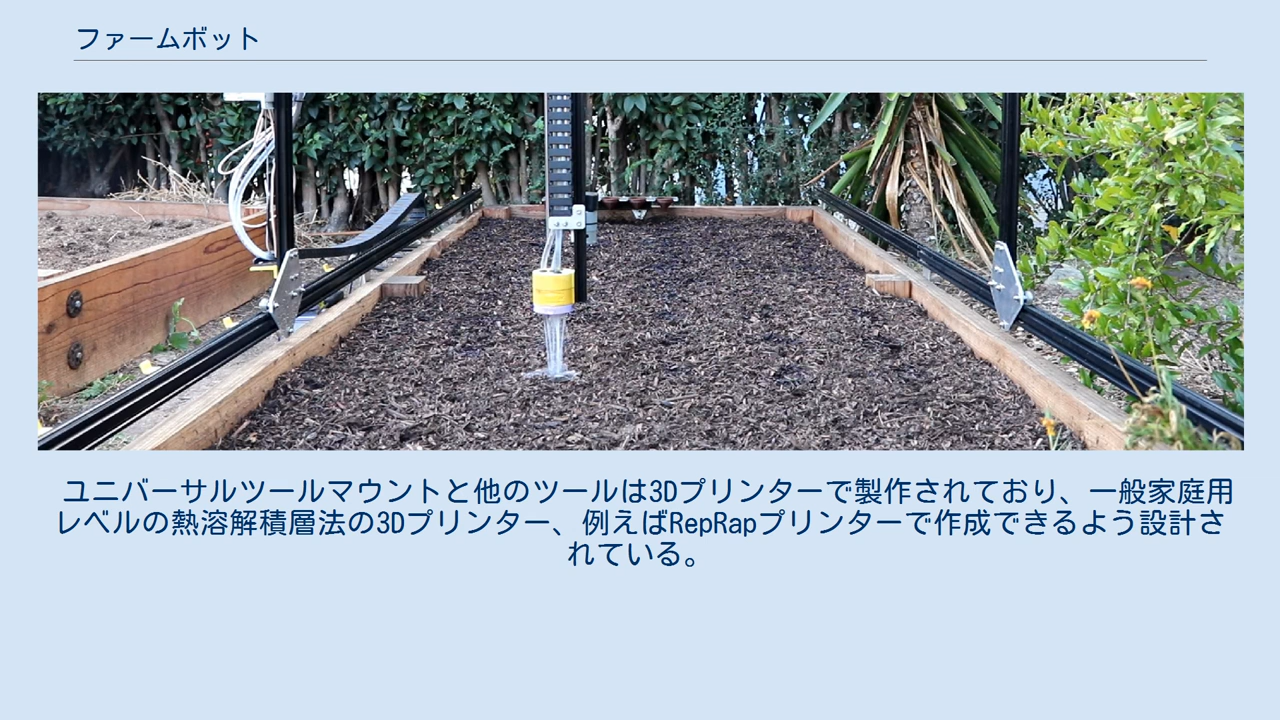 ファームボット
ユニバーサルツールマウントと他のツールは3Dプリンターで製作されており、一般家庭用
レベルの熱溶解積層法の3Dプリンター、例えばRepRapプリンターで作成できるよう設計さ
れている。